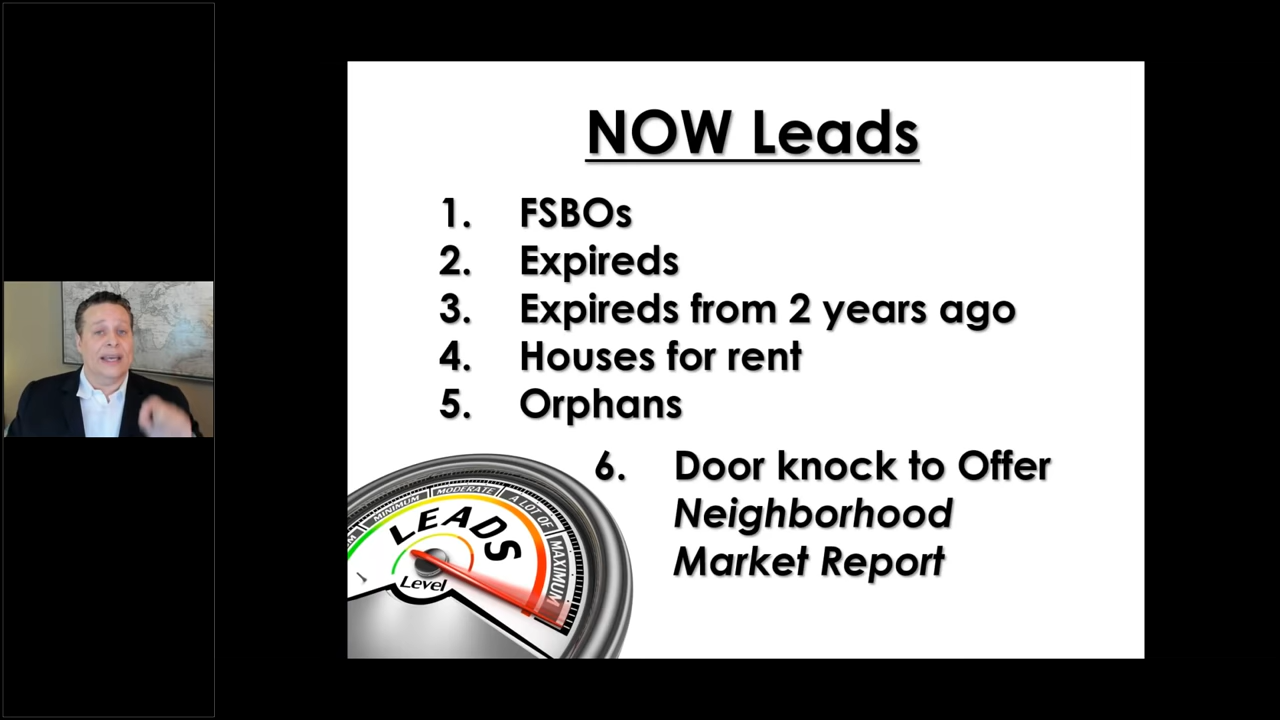 NOW Leads
1. FSBOs
2. Expireds
3. Expireds from 2 years ago
4. Houses for rent
5. Orphans
6. Door knock to Offer
Neighborhood
Market Report
MINIMUM MODERATE A LOT OF MAXIMUM
LEADS
Level